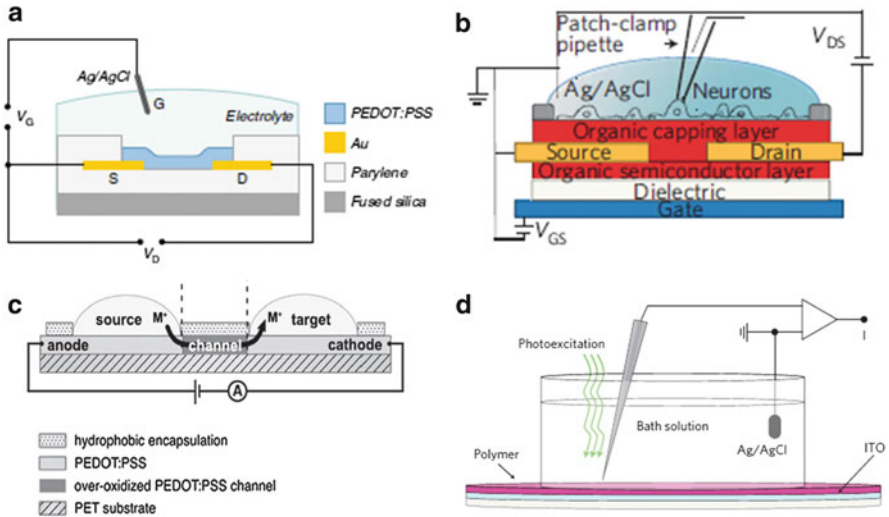 a
Ag/AgCl
G
V_G
Electrolyte
S
D
V_D
PEDOT:PSS
Au
Parylene
Fused silica
b
Patch-clamp
pipette
V_DS
Ag/AgCl
Neurons
Organic capping layer
Source
Drain
Organic semiconductor layer
Dielectric
Gate
V_GS
c
source
M+
M+
target
anode
channel
cathode
A
hydrophobic encapsulation
PEDOT:PSS
over-oxidized PEDOT:PSS channel
PET substrate
d
Photoexcitation
I
Bath solution
Ag/AgCl
Polymer
ITO